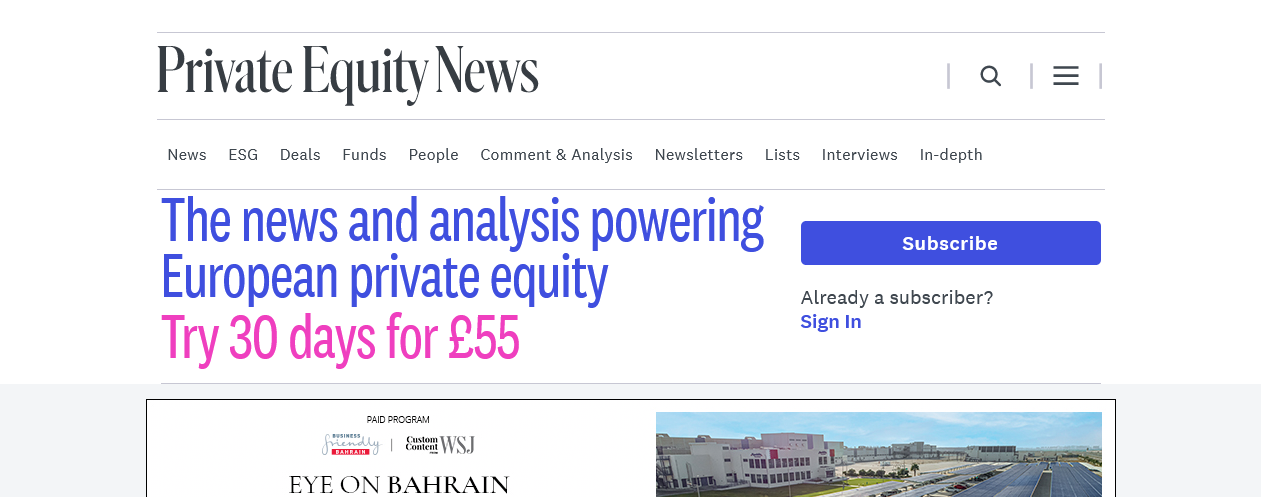 Private Equity News
News ESG Deals Funds People Comment & Analysis Newsletters Lists Interviews In-depth
The news and analysis powering
European private equity
Try 30 days for £55
Subscribe
Already a subscriber?
Sign In
PAID PROGRAM
BUSINESS
friendly
BAHRAIN
Custom
Content
FROM
WSJ
EYE ON BAHRAIN